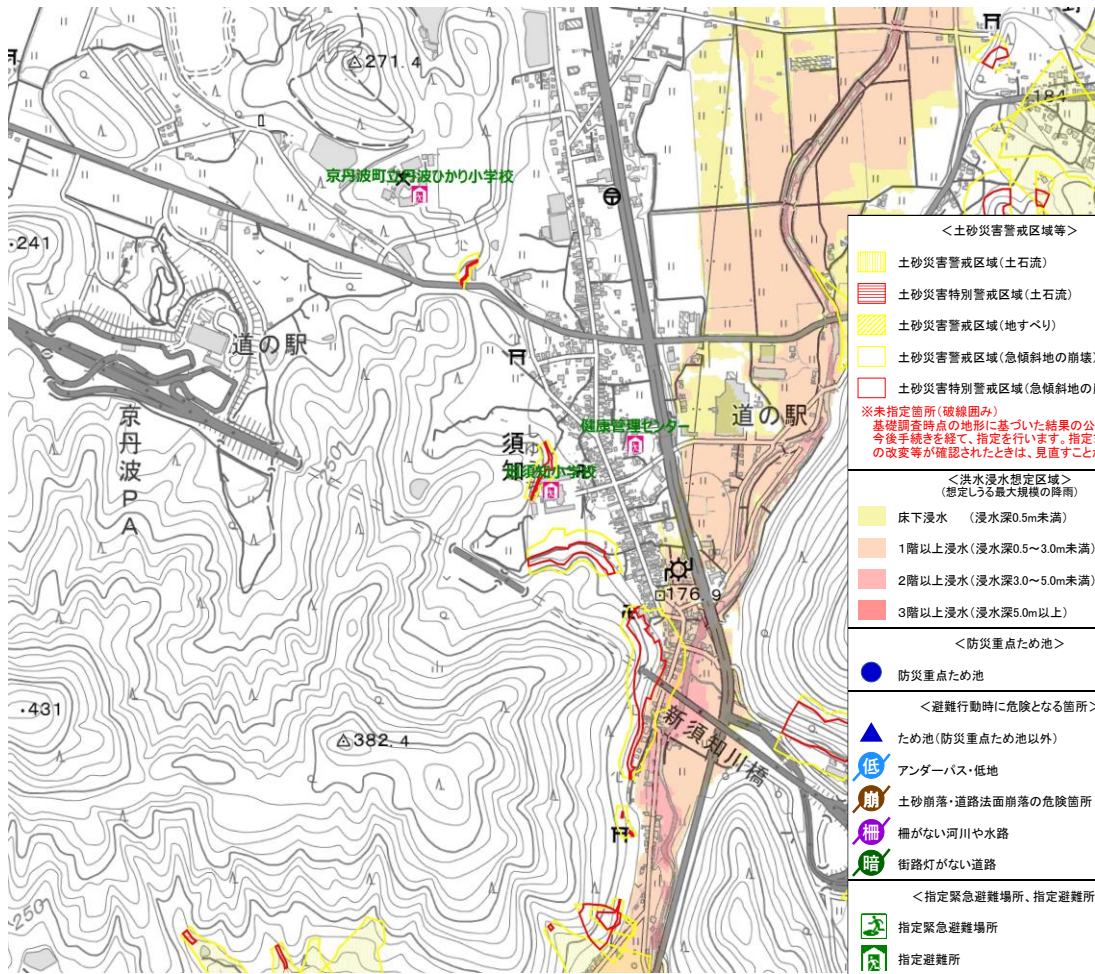 271.4
野
184
京丹波町立丹波ひかり小学校
241
道の駅
京丹波PA
須知
健康管理センター
道の駅
176.9
431
382.4
新須知川橋
250
<土砂災害警戒区域等>
土砂災害警戒区域(土石流)
土砂災害特別警戒区域(土石流)
土砂災害警戒区域(地すべり)
土砂災害警戒区域(急傾斜地の崩壊)
土砂災害特別警戒区域(急傾斜地の
※未指定箇所(破線囲み)
基礎調査時点の地形に基づいた結果の公
今後手続きを経て、指定を行います。指定
の改変等が確認されたときは、見直すことが
<洪水浸水想定区域>
(想定しうる最大規模の降雨)
床下浸水 (浸水深0.5m未満)
1階以上浸水(浸水深0.5~3.0m未満)
2階以上浸水(浸水深3.0~5.0m未満)
3階以上浸水(浸水深5.0m以上)
<防災重点ため池>
防災重点ため池
<避難行動時に危険となる箇所>
ため池(防災重点ため池以外)
低 アンダーパス・低地
崩 土砂崩落・道路法面崩落の危険箇所
柵 柵がない河川や水路
暗 街路灯がない道路
<指定緊急避難場所、指定避難所
指定緊急避難場所
指定避難所